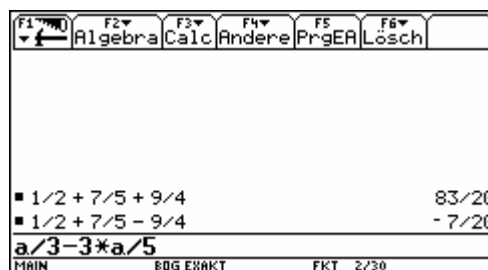 F1 F2 F3 F4 F5 F6
Algebra Calc Andere PrgEA Lösch
1/2 + 7/5 + 9/4 83/20
1/2 + 7/5 - 9/4 -7/20
a/3-3*a/5
MAIN BOG EXAKT FKT 2/30